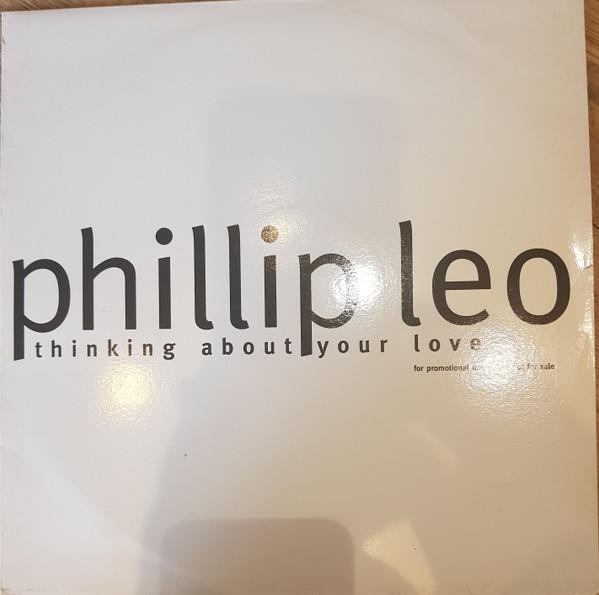 phillip leo
thinking about your love
for promotional for sale